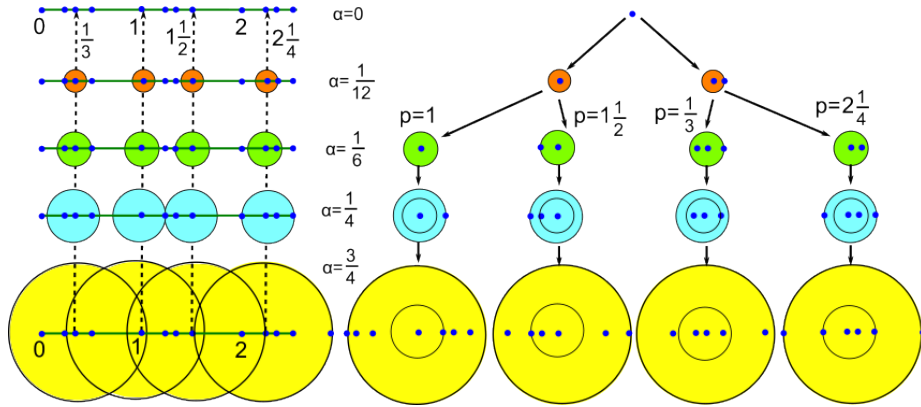 α=0
0 1/3 1 1 1/2 2 2 1/4
α=1/12
p=1 p=1 1/2 p=1/3 p=2 1/4
α=1/6
α=1/4
α=3/4
0 1 2